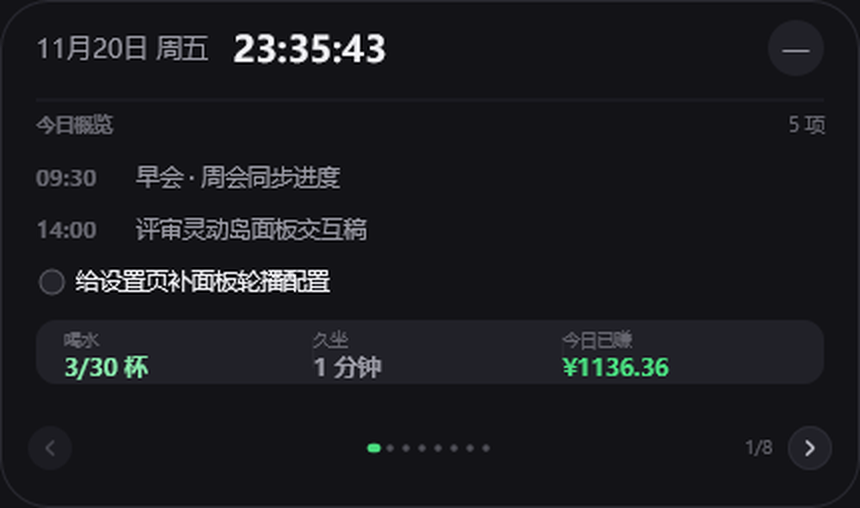 11月20日 周五 23:35:43
今日概览 5 项
09:30 早会 · 周会同步进度
14:00 评审灵动岛面板交互稿
给设置页补面板轮播配置
喝水 久坐 今日已赚
3/30 杯 1 分钟 ¥1136.36
1/8